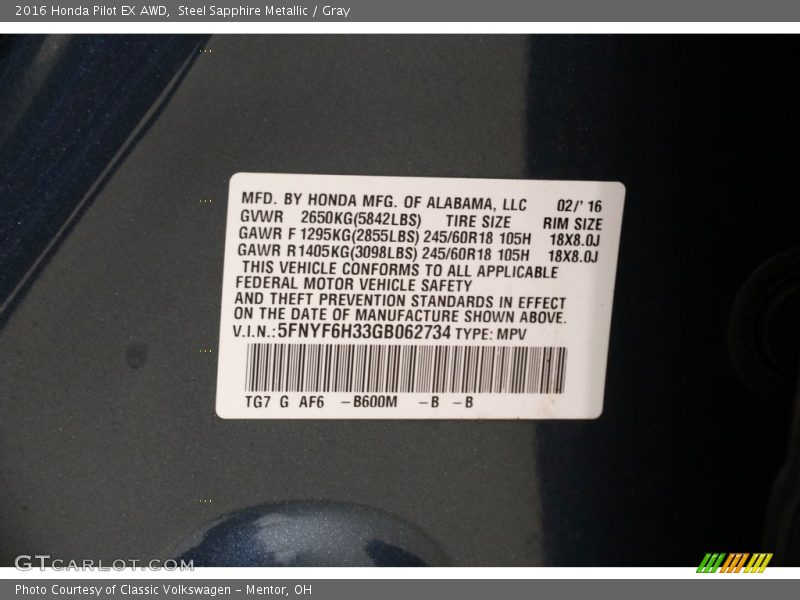 2016 Honda Pilot EX AWD,  Steel Sapphire Metallic / Gray
MFD. BY HONDA MFG. OF ALABAMA, LLC 02/' 16
GVWR 2650KG(5842LBS) TIRE SIZE RIM SIZE
GAWR F 1295KG(2855LBS) 245/60R18 105H 18X8.0J
GAWR R1405KG(3098LBS) 245/60R18 105H 18X8.0J
THIS VEHICLE CONFORMS TO ALL APPLICABLE
FEDERAL MOTOR VEHICLE SAFETY
AND THEFT PREVENTION STANDARDS IN EFFECT
ON THE DATE OF MANUFACTURE SHOWN ABOVE.
V.I.N.:5FNYF6H33GB062734 TYPE: MPV
TG7 G AF6 -B600M -B -B
GTCARLOT.COM
Photo Courtesy of Classic Volkswagen - Mentor, OH